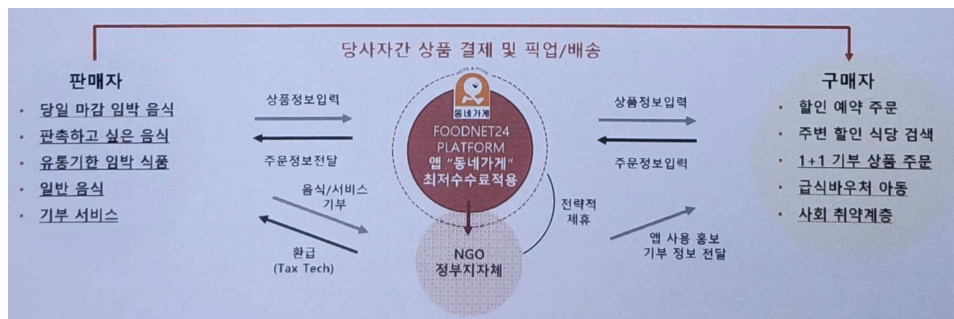 당사자간 상품 결제 및 픽업/배송
판매자
• 당일 마감 임박 음식
• 판촉하고 싶은 음식
• 유통기한 임박 식품
• 일반 음식
• 기부 서비스
상품정보입력
주문정보전달
음식/서비스
기부
환급
(Tax Tech)
동네가게
FOODNET24
PLATFORM
앱 "동네가게"
최저수수료적용
NGO
정부지자체
전략적
제휴
상품정보입력
주문정보입력
앱 사용 홍보
기부 정보 전달
구매자
• 할인 예약 주문
• 주변 할인 식당 검색
• 1+1 기부 상품 주문
• 급식바우처 아동
• 사회 취약계층